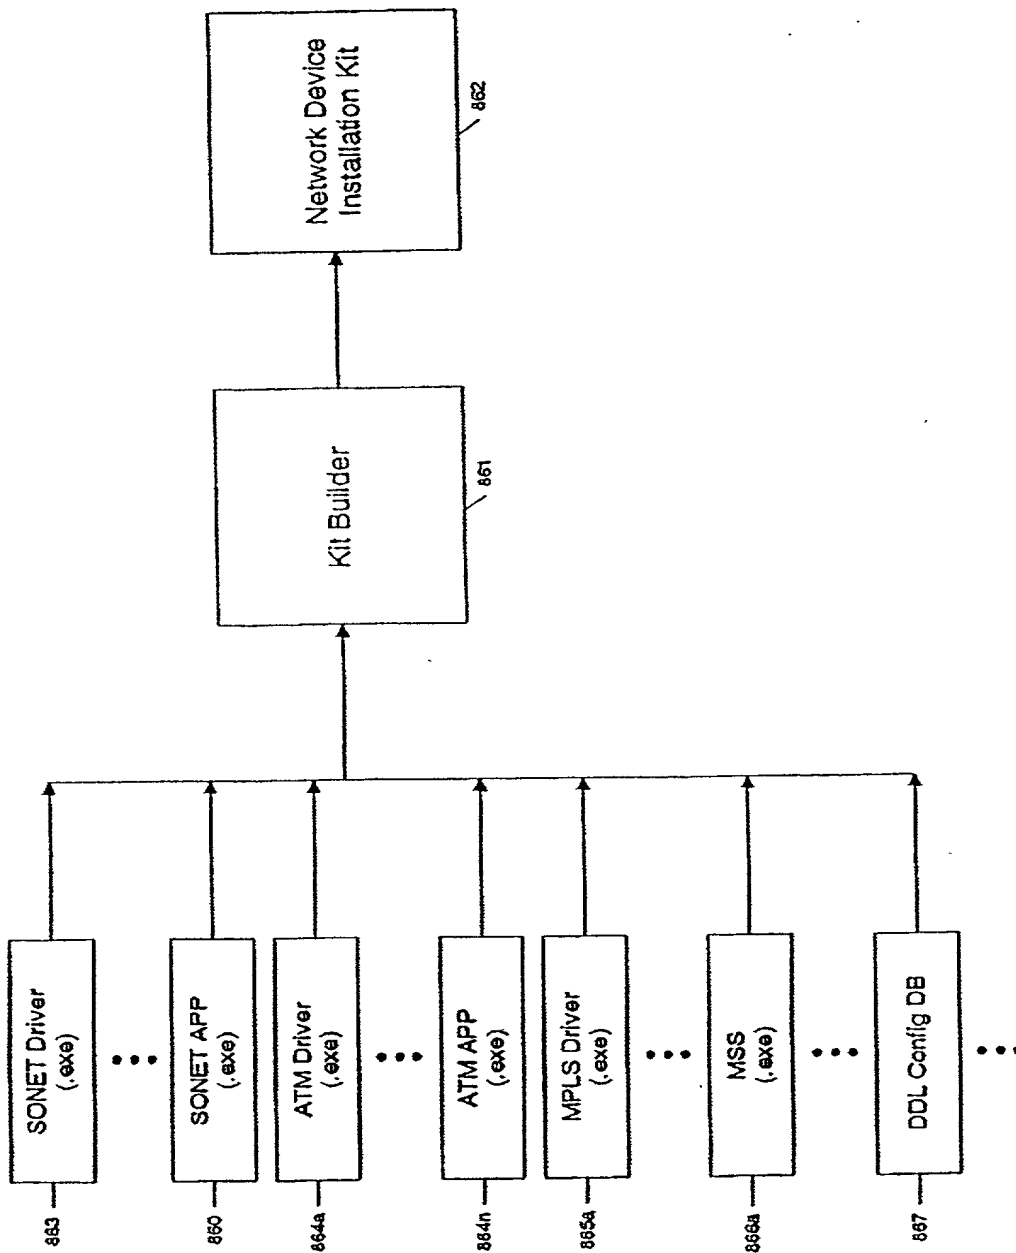 SONET Driver
(.exe)
863
SONET APP
(.exe)
860
ATM Driver
(.exe)
864a
ATM APP
(.exe)
864n
MPLS Driver
(.exe)
865a
MSS
(.exe)
866a
DDL Config DB
867
Kit Builder
861
Network Device
Installation Kit
862